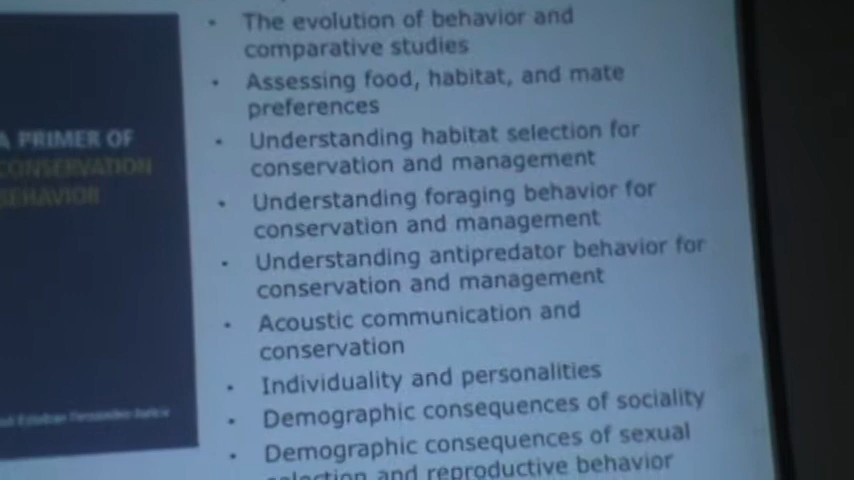 A PRIMER OF
CONSERVATION
BEHAVIOR
• The evolution of behavior and
comparative studies
• Assessing food, habitat, and mate
preferences
• Understanding habitat selection for
conservation and management
• Understanding foraging behavior for
conservation and management
• Understanding antipredator behavior for
conservation and management
• Acoustic communication and
conservation
• Individuality and personalities
• Demographic consequences of sociality
• Demographic consequences of sexual
selection and reproductive behavior